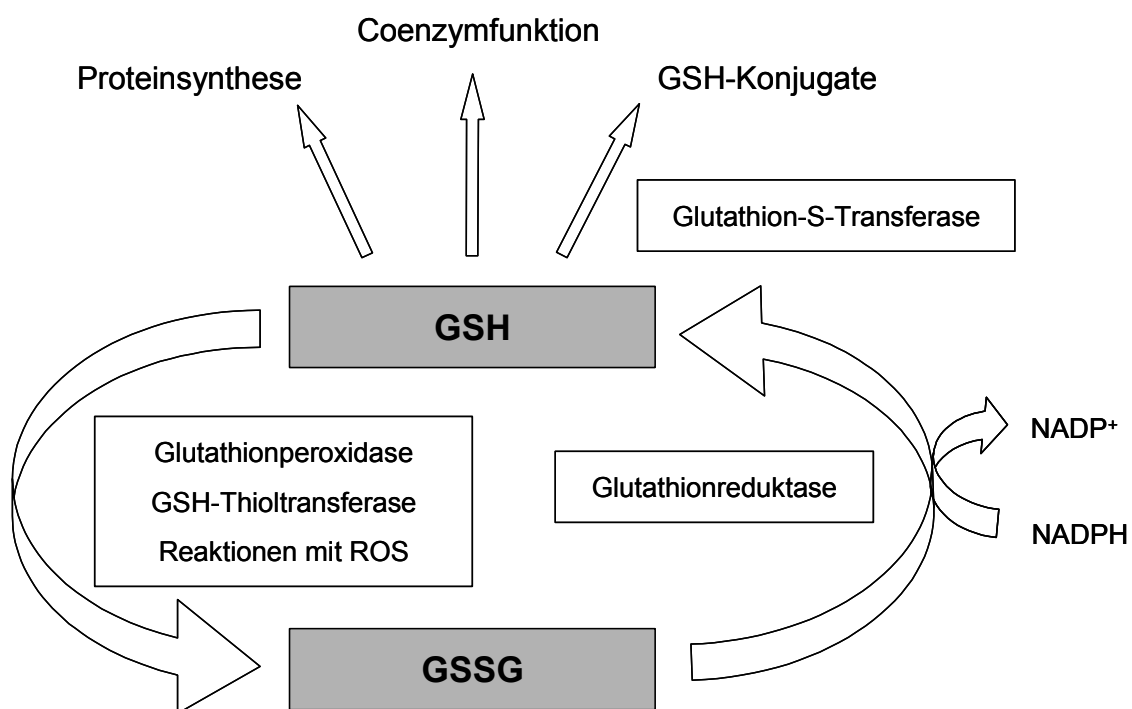 Coenzymfunktion
Proteinsynthese
GSH-Konjugate
Glutathion-S-Transferase
GSH
Glutathionperoxidase
GSH-Thioltransferase
Reaktionen mit ROS
Glutathionreduktase
NADP⁺
NADPH
GSSG